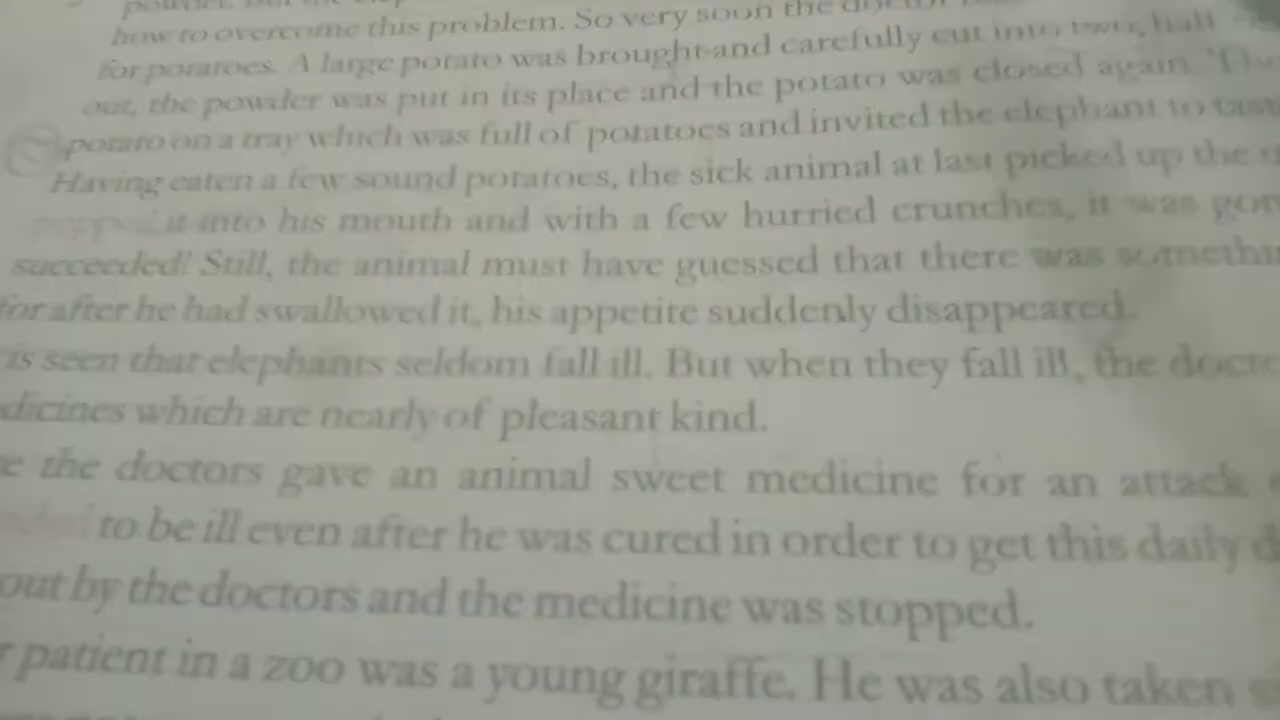 how to overcome this problem. So very soon the
for potatoes. A large potato was brought and carefully cut into two, half
out, the powder was put in its place and the potato was closed again.
potato on a tray which was full of potatoes and invited the elephant to
Having eaten a few sound potatoes, the sick animal at last picked up the
it into his mouth and with a few hurried crunches, it was
succeeded! Still, the animal must have guessed that there was
for after he had swallowed it, his appetite suddenly disappeared.
is seen that elephants seldom fall ill. But when they fall ill, the
which are nearly of pleasant kind.
the doctors gave an animal sweet medicine for an attack
to be ill even after he was cured in order to get this daily
out by the doctors and the medicine was stopped.
patient in a zoo was a young giraffe. He was also taken